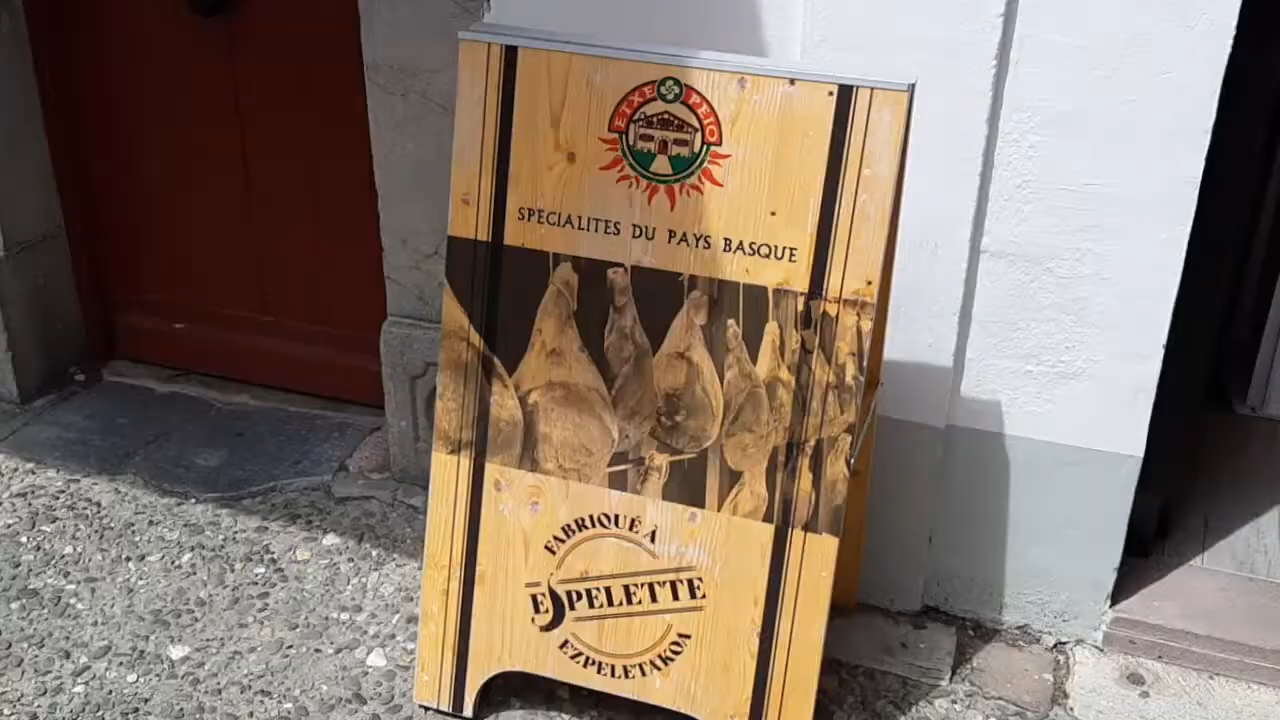 ETXE PEIO
SPECIALITES DU PAYS BASQUE
FABRIQUÉ À
ESPELETTE
EZPELETAKOA